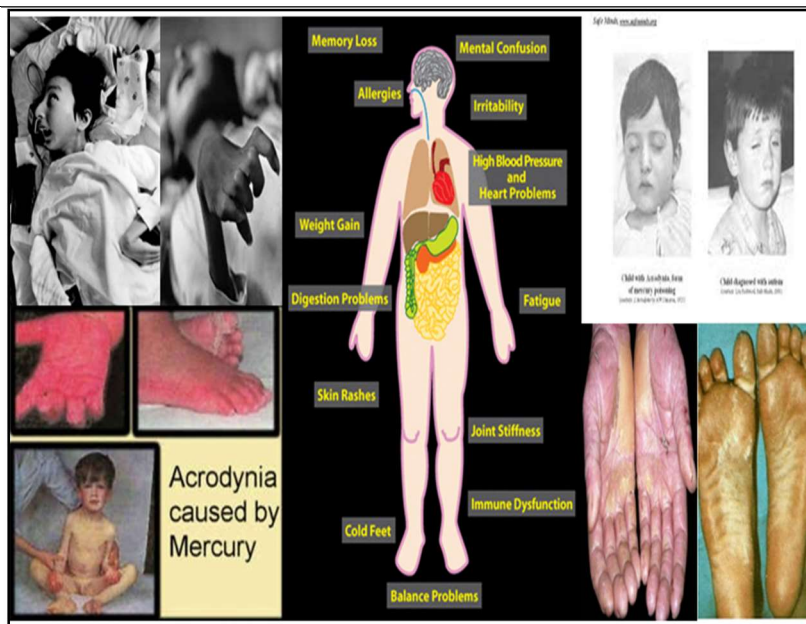 Memory Loss
Mental Confusion
Allergies
Irritability
High Blood Pressure
and
Heart Problems
Weight Gain
Digestion Problems
Fatigue
Skin Rashes
Joint Stiffness
Immune Dysfunction
Cold Feet
Balance Problems
Acrodynia
caused by
Mercury
Child with Acrodynia form
of mercury poisoning
Child diagnosed with autism